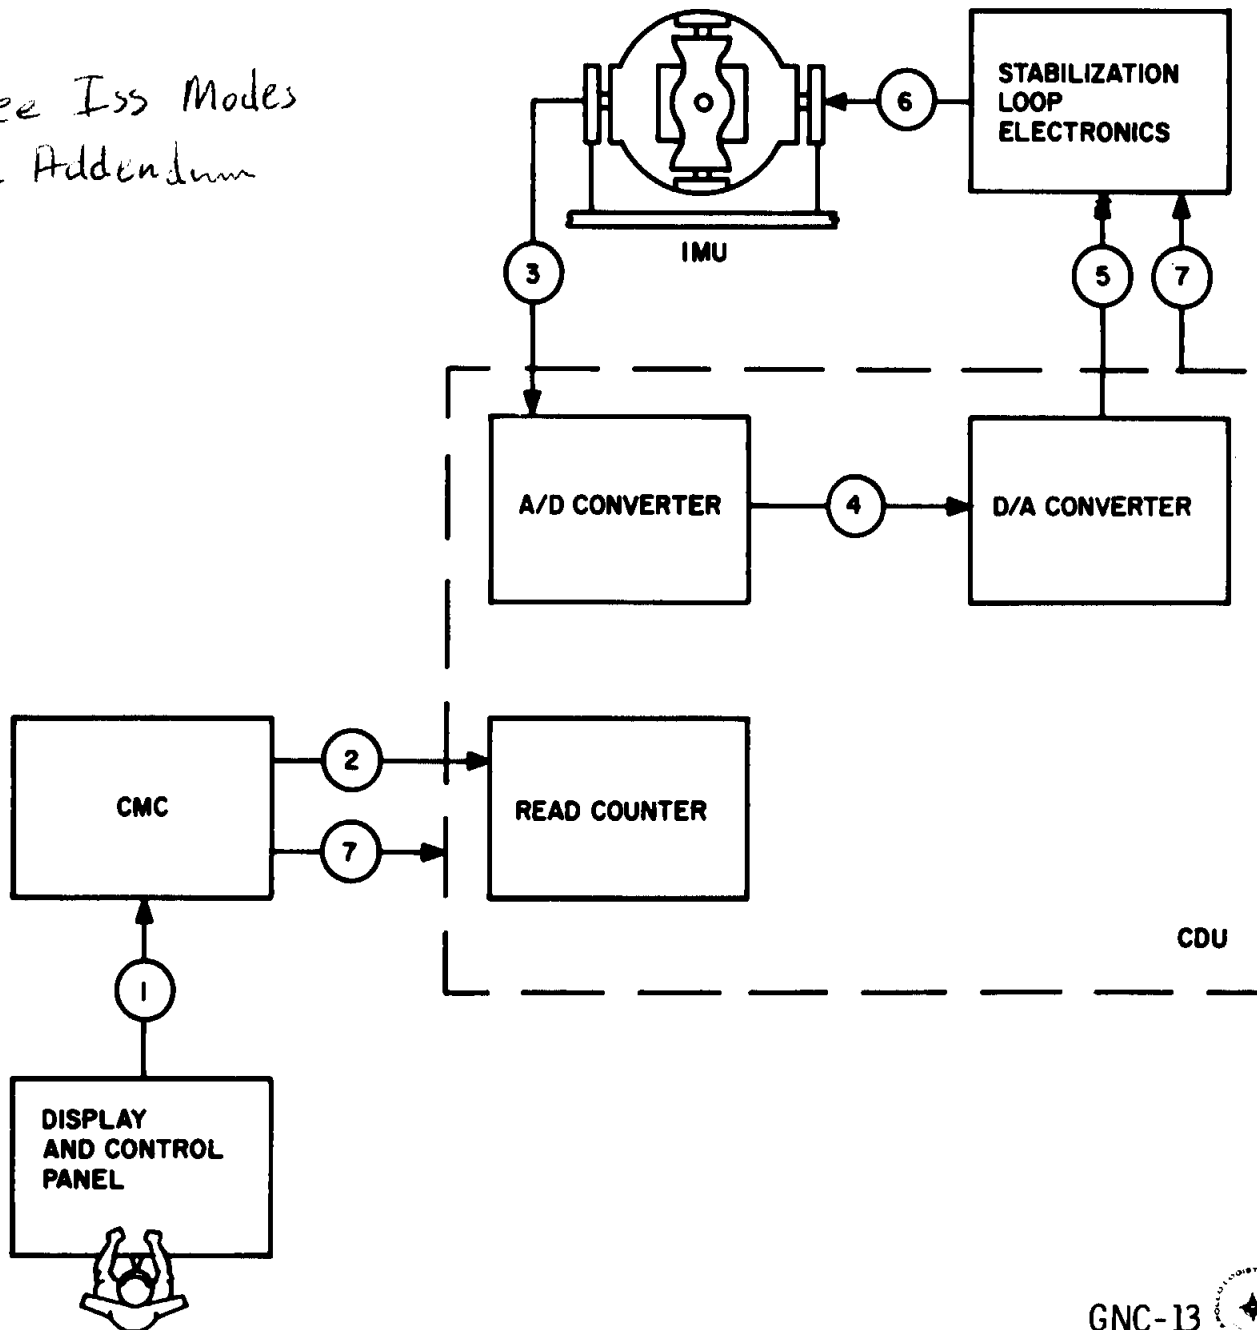 ee Iss Modes
Addendum
STABILIZATION
LOOP
ELECTRONICS
6
IMU
3
5
7
A/D CONVERTER
4
D/A CONVERTER
CMC
2
READ COUNTER
7
CDU
1
DISPLAY
AND CONTROL
PANEL
GNC-13